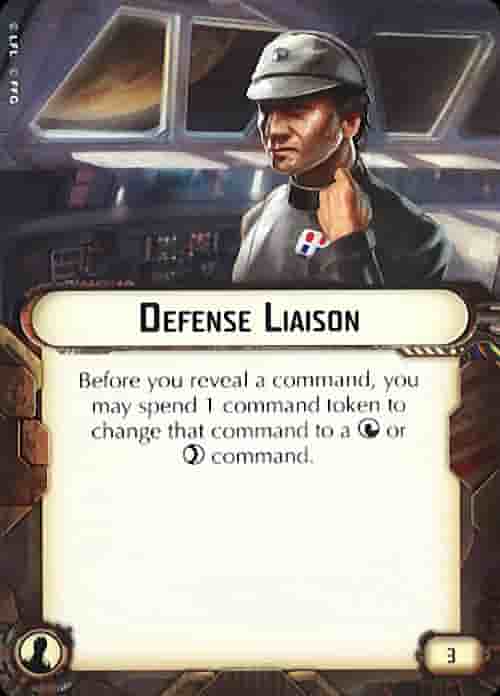 © LFL © FFG
DEFENSE LIAISON
Before you reveal a command, you
may spend 1 command token to
change that command to a or
command.
3